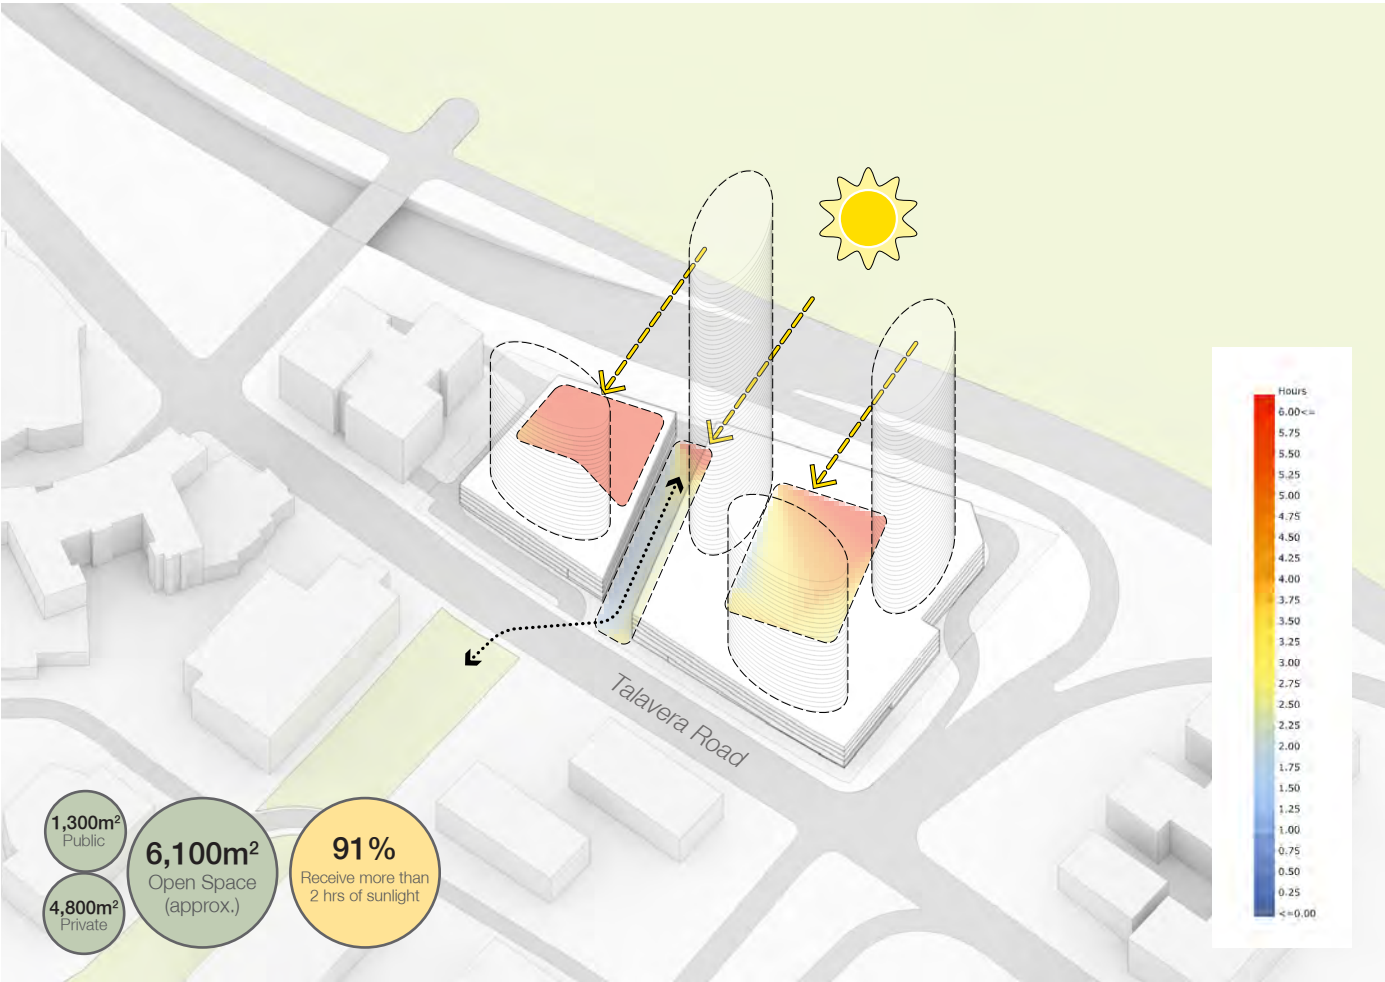 Talavera Road
1,300m²
Public
4,800m²
Private
6,100m²
Open Space
(approx.)
91%
Receive more than
2 hrs of sunlight
Hours
6.00<=
5.75
5.50
5.25
5.00
4.75
4.50
4.25
4.00
3.75
3.50
3.25
3.00
2.75
2.50
2.25
2.00
1.75
1.50
1.25
1.00
0.75
0.50
0.25
<=0.00